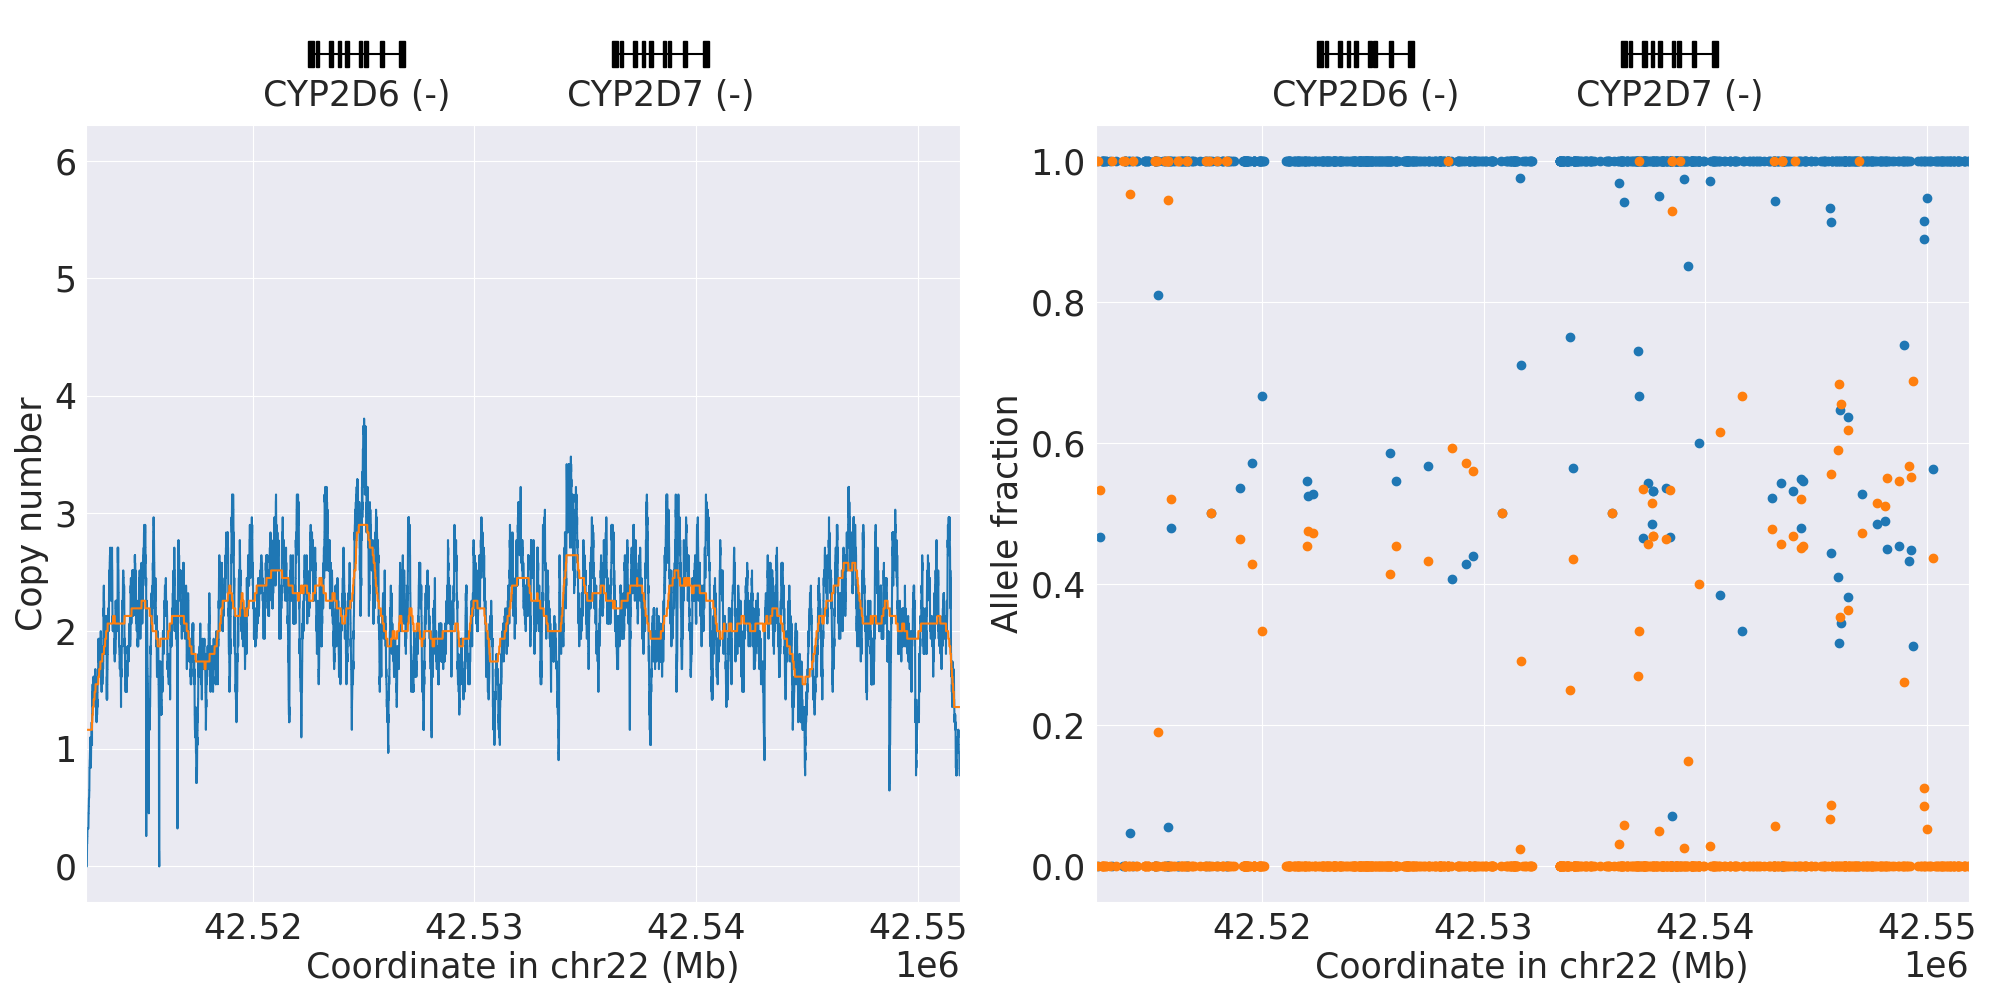 CYP2D6 (-) CYP2D7 (-)
6
5
4
3
2
1
0
Copy number
42.52 42.53 42.54 42.55
Coordinate in chr22 (Mb)
1e6
CYP2D6 (-) CYP2D7 (-)
1.0
0.8
0.6
0.4
0.2
0.0
Allele fraction
42.52 42.53 42.54 42.55
Coordinate in chr22 (Mb)
1e6